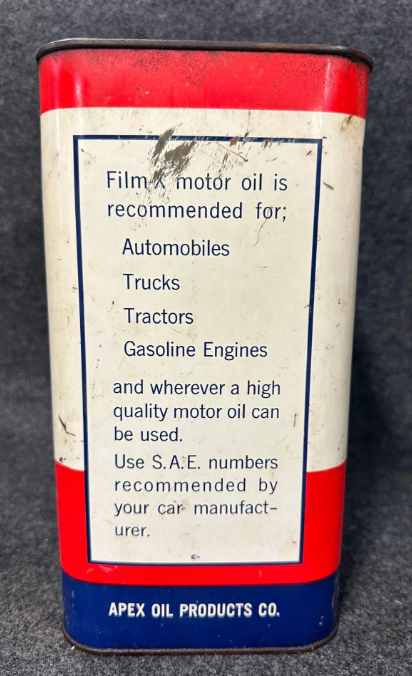 Film-X motor oil is
recommended for;
Automobiles
Trucks
Tractors
Gasoline Engines
and wherever a high
quality motor oil can
be used.
Use S.A.E. numbers
recommended by
your car manufact-
urer.
APEX OIL PRODUCTS CO.